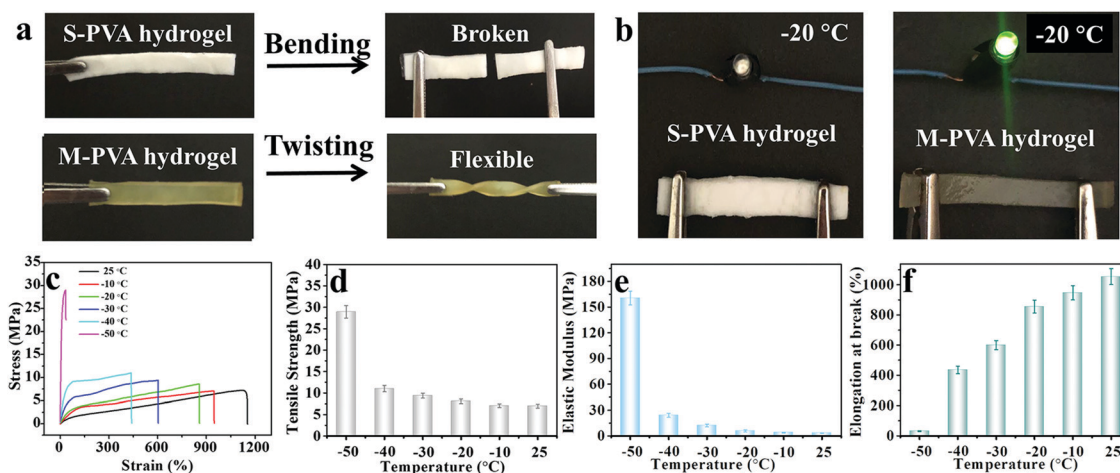 a
S-PVA hydrogel
Bending
Broken
M-PVA hydrogel
Twisting
Flexible
b
-20 °C
S-PVA hydrogel
-20 °C
M-PVA hydrogel
c
Stress (MPa)
35
30
25
20
15
10
5
0
25 °C
-10 °C
-20 °C
-30 °C
-40 °C
-50 °C
0 300 600 900 1200 1500
Strain (%)
d
Tensile Strength (MPa)
40
35
30
25
20
15
10
5
0
-50 -40 -30 -20 -10 25
Temperature (°C)
e
Elastic Modulus (MPa)
180
150
120
90
60
30
0
-50 -40 -30 -20 -10 25
Temperature (°C)
f
Elongation at break (%)
1000
800
600
400
200
0
-50 -40 -30 -20 -10 25
Temperature (°C)